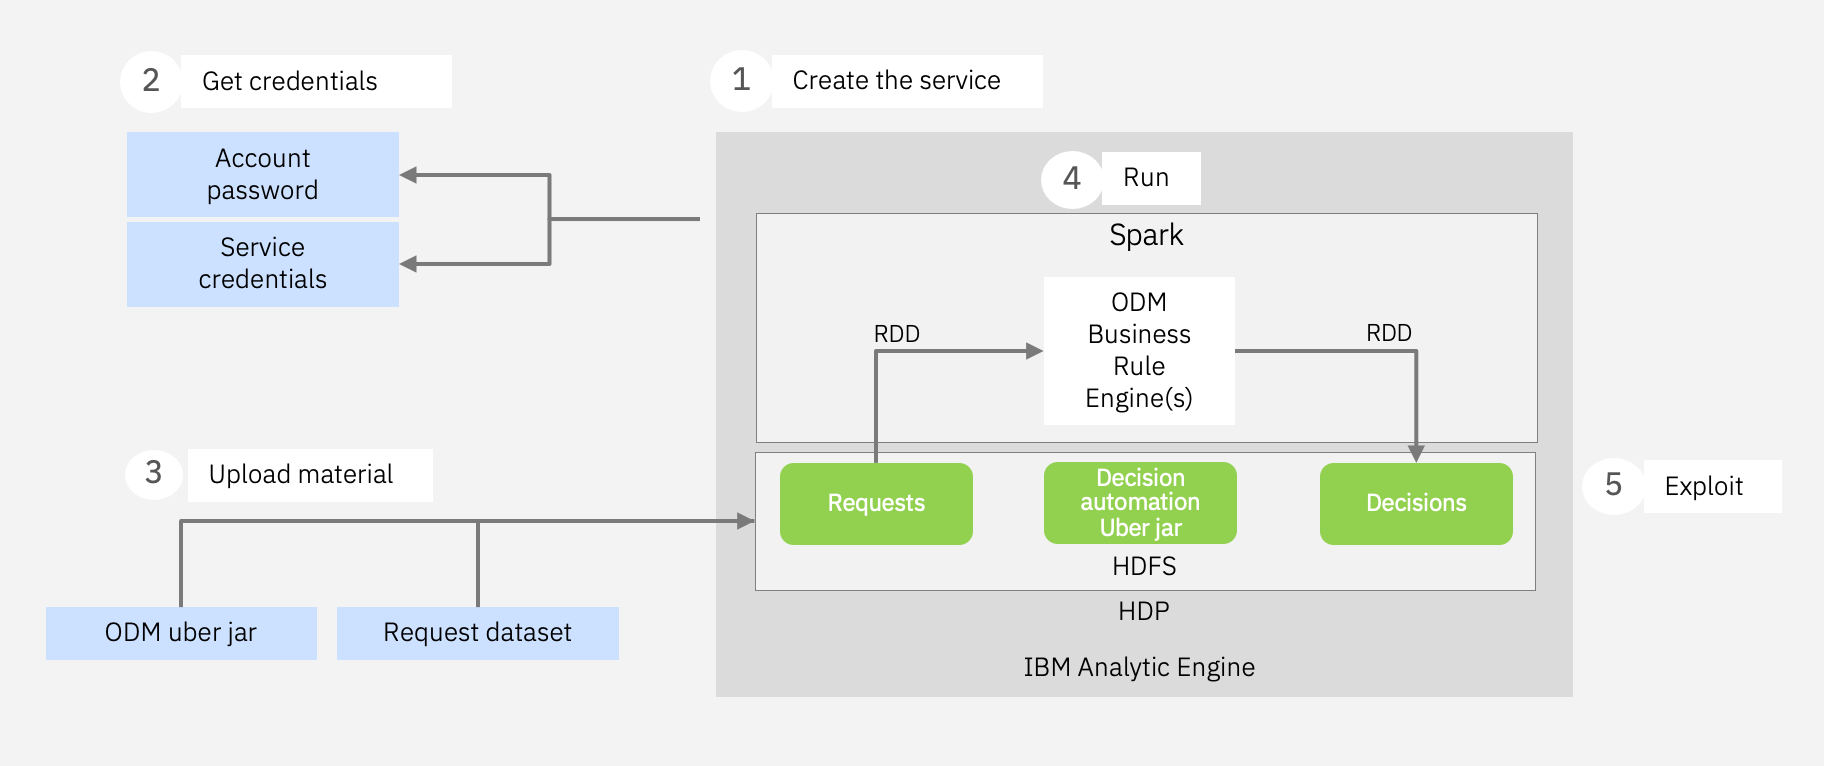 2
Get credentials
1
Create the service
Account
password
Service
credentials
4
Run
Spark
ODM
Business
Rule
Engine(s)
RDD
RDD
3
Upload material
ODM uber jar
Request dataset
Requests
Decision
automation
Uber jar
Decisions
HDFS
HDP
IBM Analytic Engine
5
Exploit